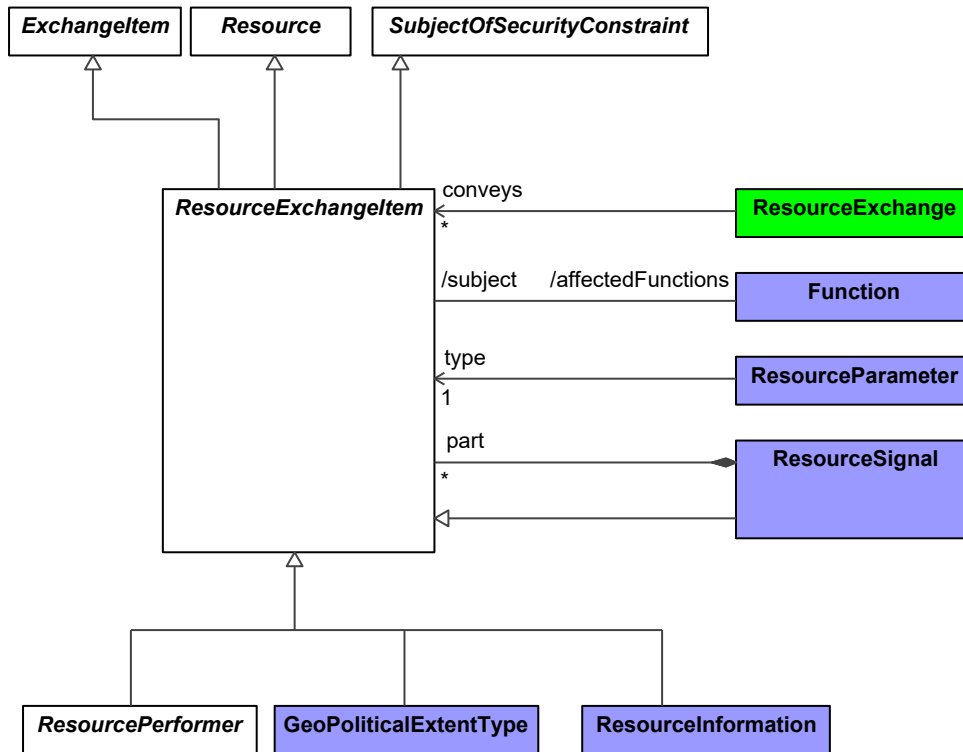 ExchangeItem
Resource
SubjectOfSecurityConstraint
ResourceExchangeItem
conveys
*
ResourceExchange
/subject
/affectedFunctions
Function
type
1
ResourceParameter
part
*
ResourceSignal
ResourcePerformer
GeoPoliticalExtentType
ResourceInformation